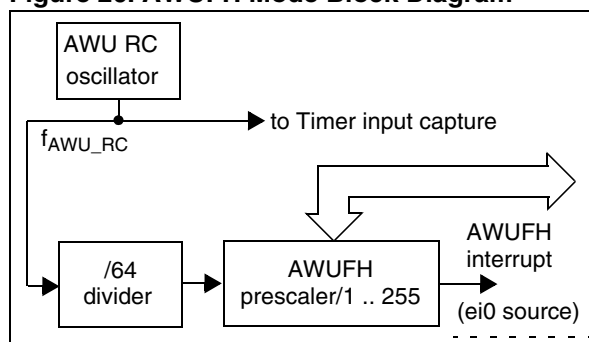 Figure AWUFH Mode Block Diagram
AWU RC
oscillator
to Timer input capture
fAWU_RC
/64
divider
AWUFH
prescaler/1 .. 255
AWUFH
interrupt
(ei0 source)